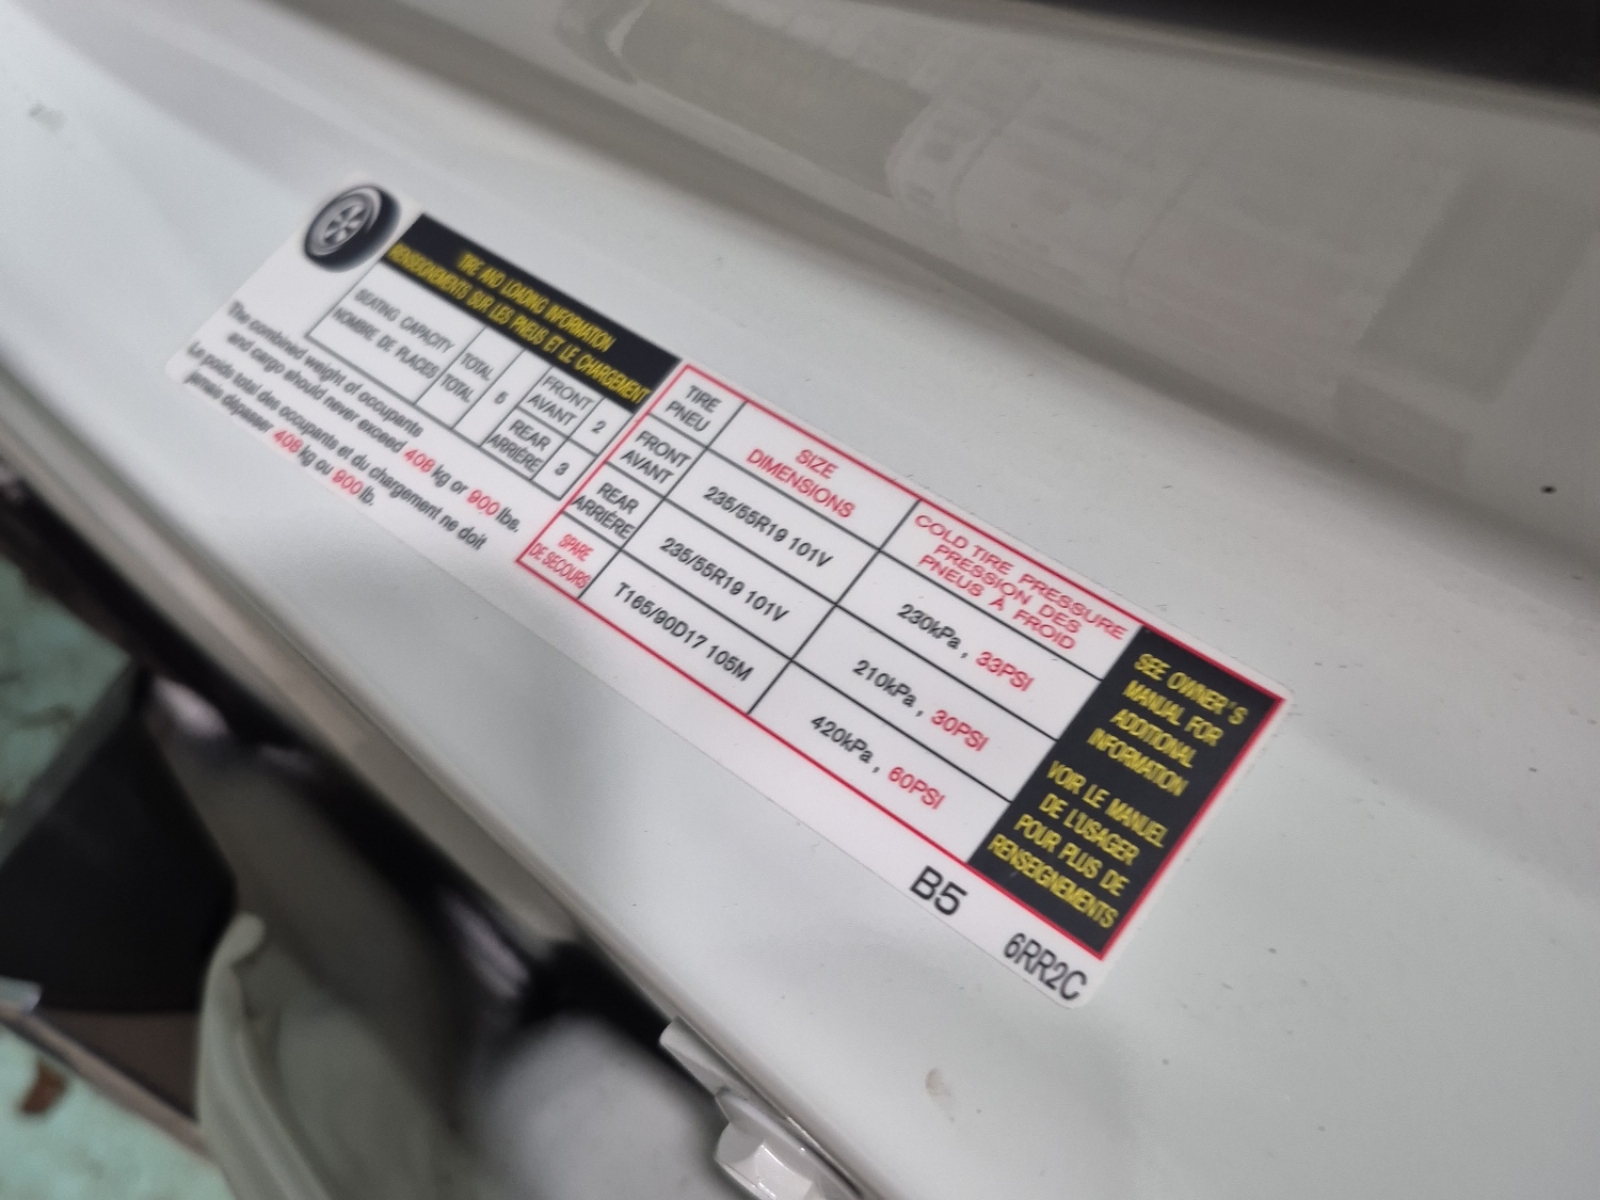 TIRE AND LOADING INFORMATION
RENSEIGNEMENTS SUR LES PNEUS ET LE CHARGEMENT
SEATING CAPACITY
NOMBRE DE PLACES
TOTAL
TOTAL
5
FRONT
AVANT
2
REAR
ARRIÉRE
3
The combined weight of occupants
and cargo should never exceed 408 kg or 900 lbs.
Le poids total des occupants et du chargement ne doit
jamais dépasser 408 kg ou 900 lb.
TIRE
PNEU
SIZE
DIMENSIONS
COLD TIRE PRESSURE
PRESSION DES
PNEUS À FROID
FRONT
AVANT
235/55R19 101V
230kPa , 33PSI
REAR
ARRIÉRE
235/55R19 101V
210kPa , 30PSI
SPARE
DE SECOURS
T165/90D17 105M
420kPa , 60PSI
SEE OWNER'S
MANUAL FOR
ADDITIONAL
INFORMATION
VOIR LE MANUEL
DE L'USAGER
POUR PLUS DE
RENSEIGNEMENTS
B5
6RR2C